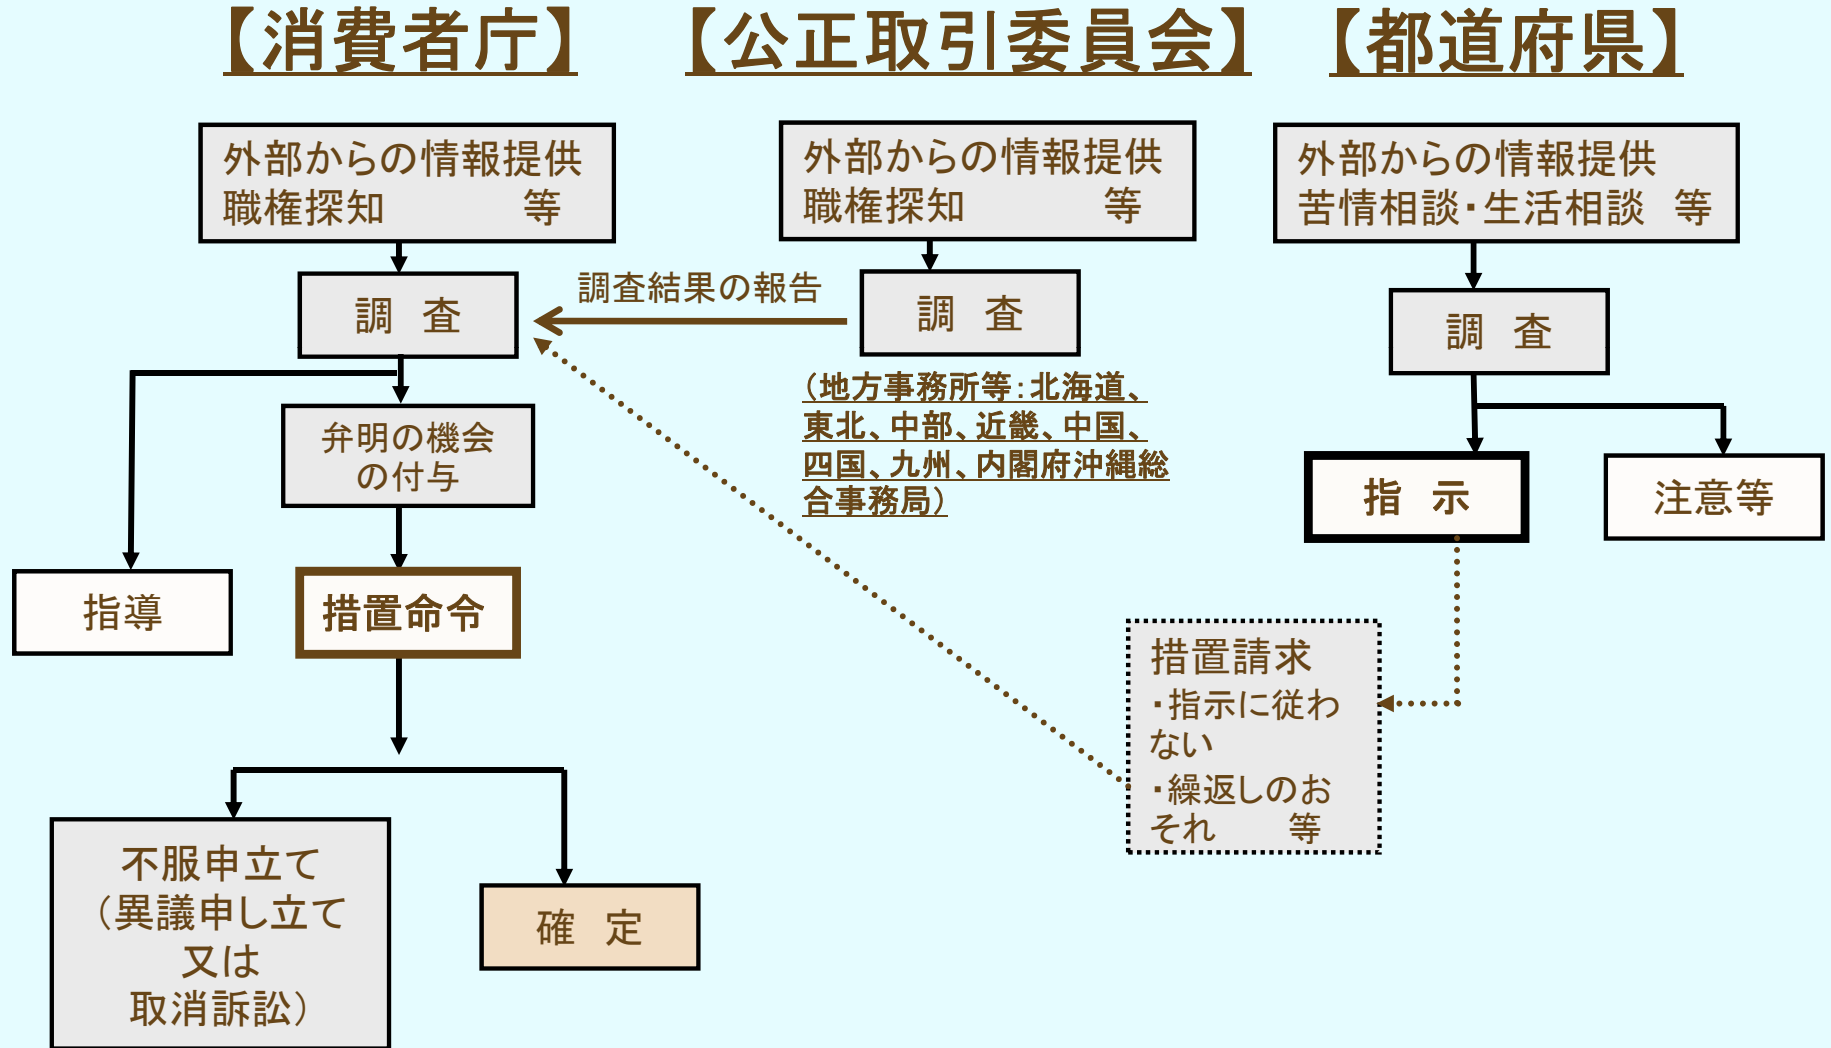 【消費者庁】
【公正取引委員会】
【都道府県】
外部からの情報提供
職権探知　　　等
外部からの情報提供
職権探知　　　等
外部からの情報提供
苦情相談・生活相談　等
調　査
調査結果の報告
調　査
調　査
（地方事務所等：北海道、
東北、中部、近畿、中国、
四国、九州、内閣府沖縄総
合事務局）
弁明の機会
の付与
指　示
注意等
指導
措置命令
措置請求
・指示に従わ
ない
・繰返しのお
それ　　等
不服申立て
（異議申し立て
又は
取消訴訟）
確　定